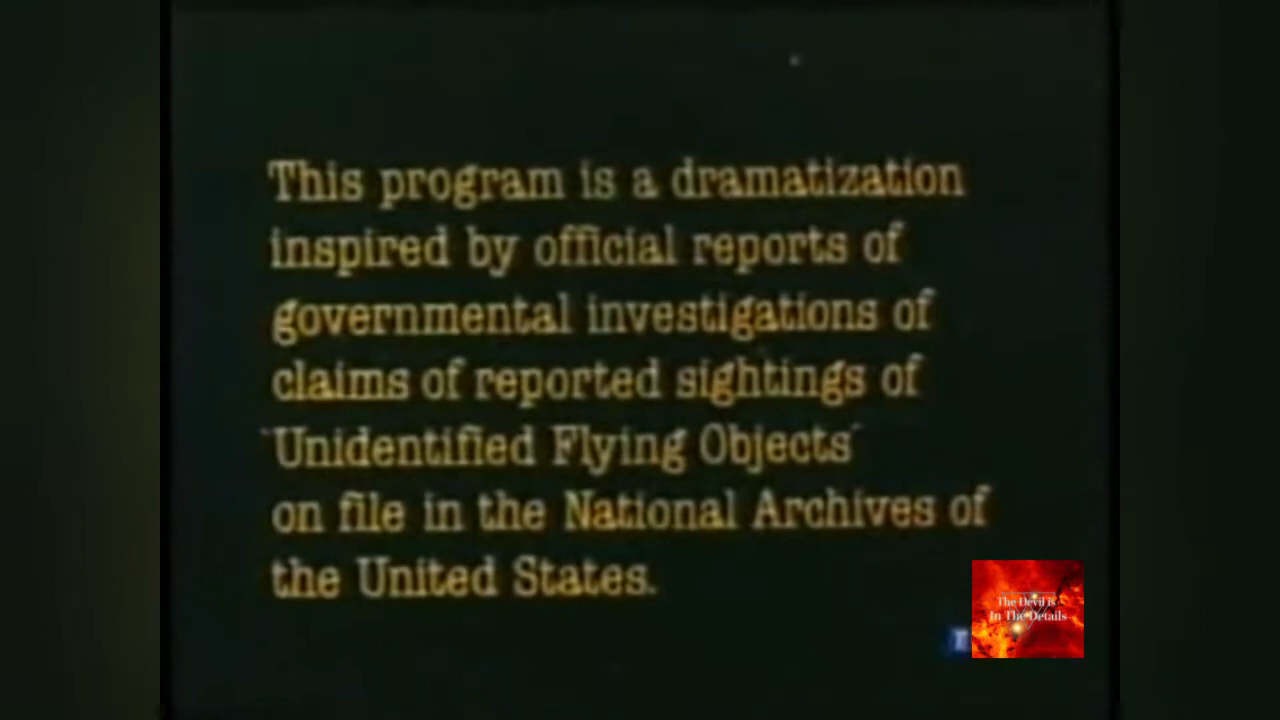 This program is a dramatization
inspired by official reports of
governmental investigations of
claims of reported sightings of
"Unidentified Flying Objects"
on file in the National Archives of
the United States.
The Devil is
In The Details